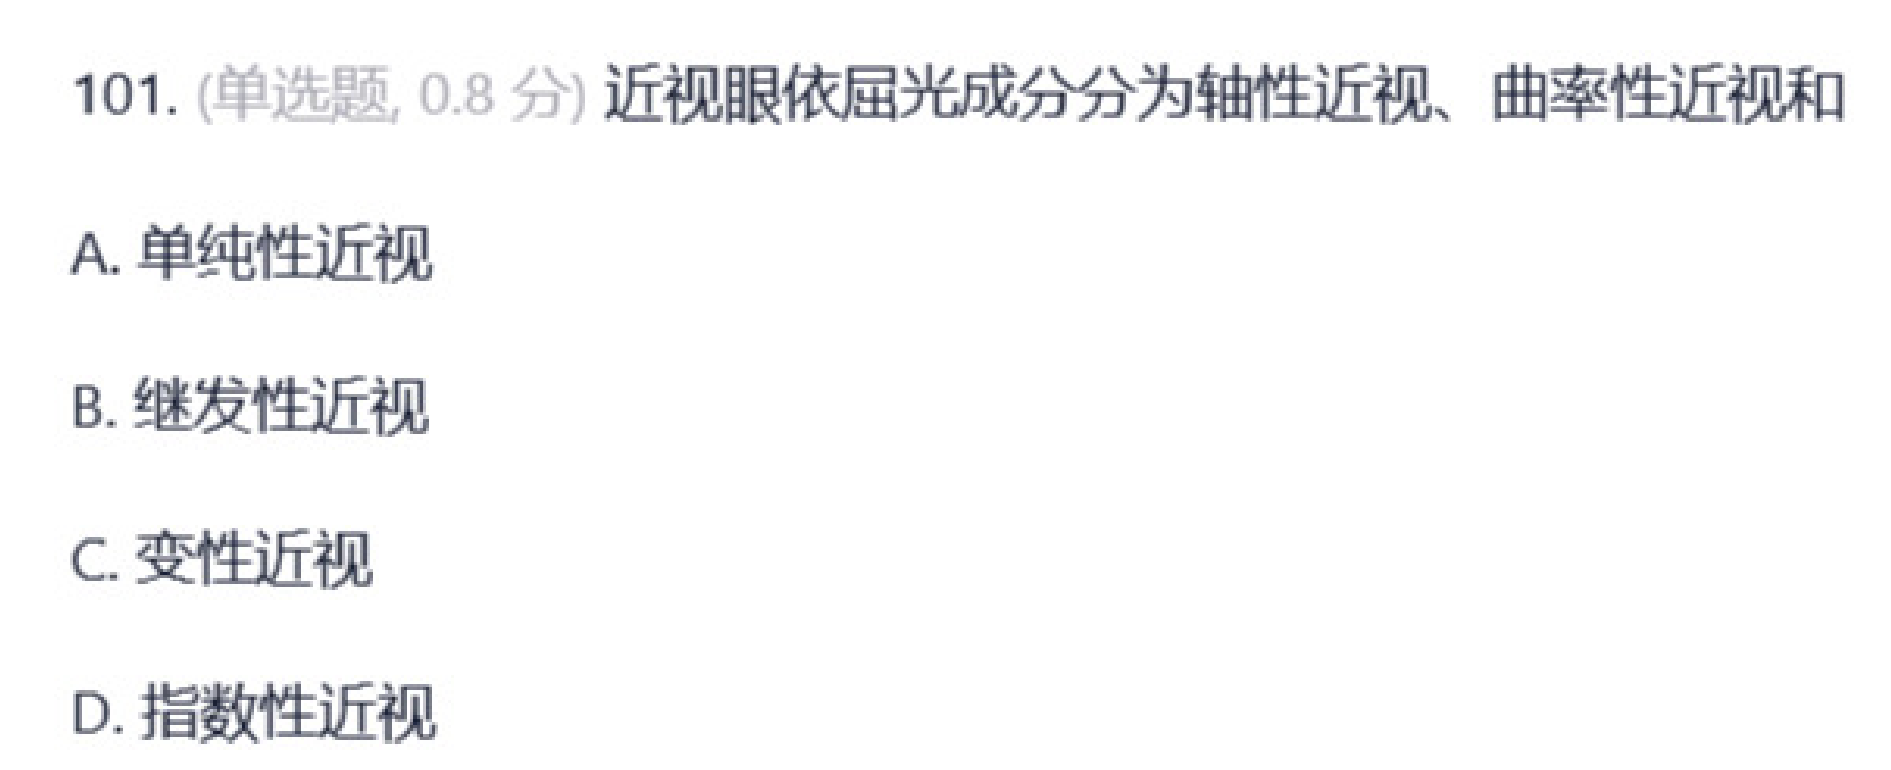 101. (单选题, 0.8 分) 近视眼依屈光成分分为轴性近视、曲率性近视和
A. 单纯性近视
B. 继发性近视
C. 变性近视
D. 指数性近视